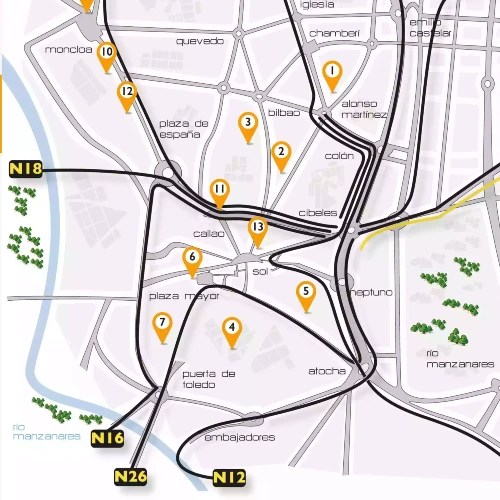 iglesia
emilio
castelar
chamberí
quevedo
moncloa
10
1
12
alonso
martínez
bilbao
3
plaza de
españa
2
colón
N18
11
cibeles
callao
13
6
sol
5
neptuno
plaza mayor
7
4
río
manzanares
atocha
puerta de
toledo
río
manzanares
N16
embajadores
N26
N12